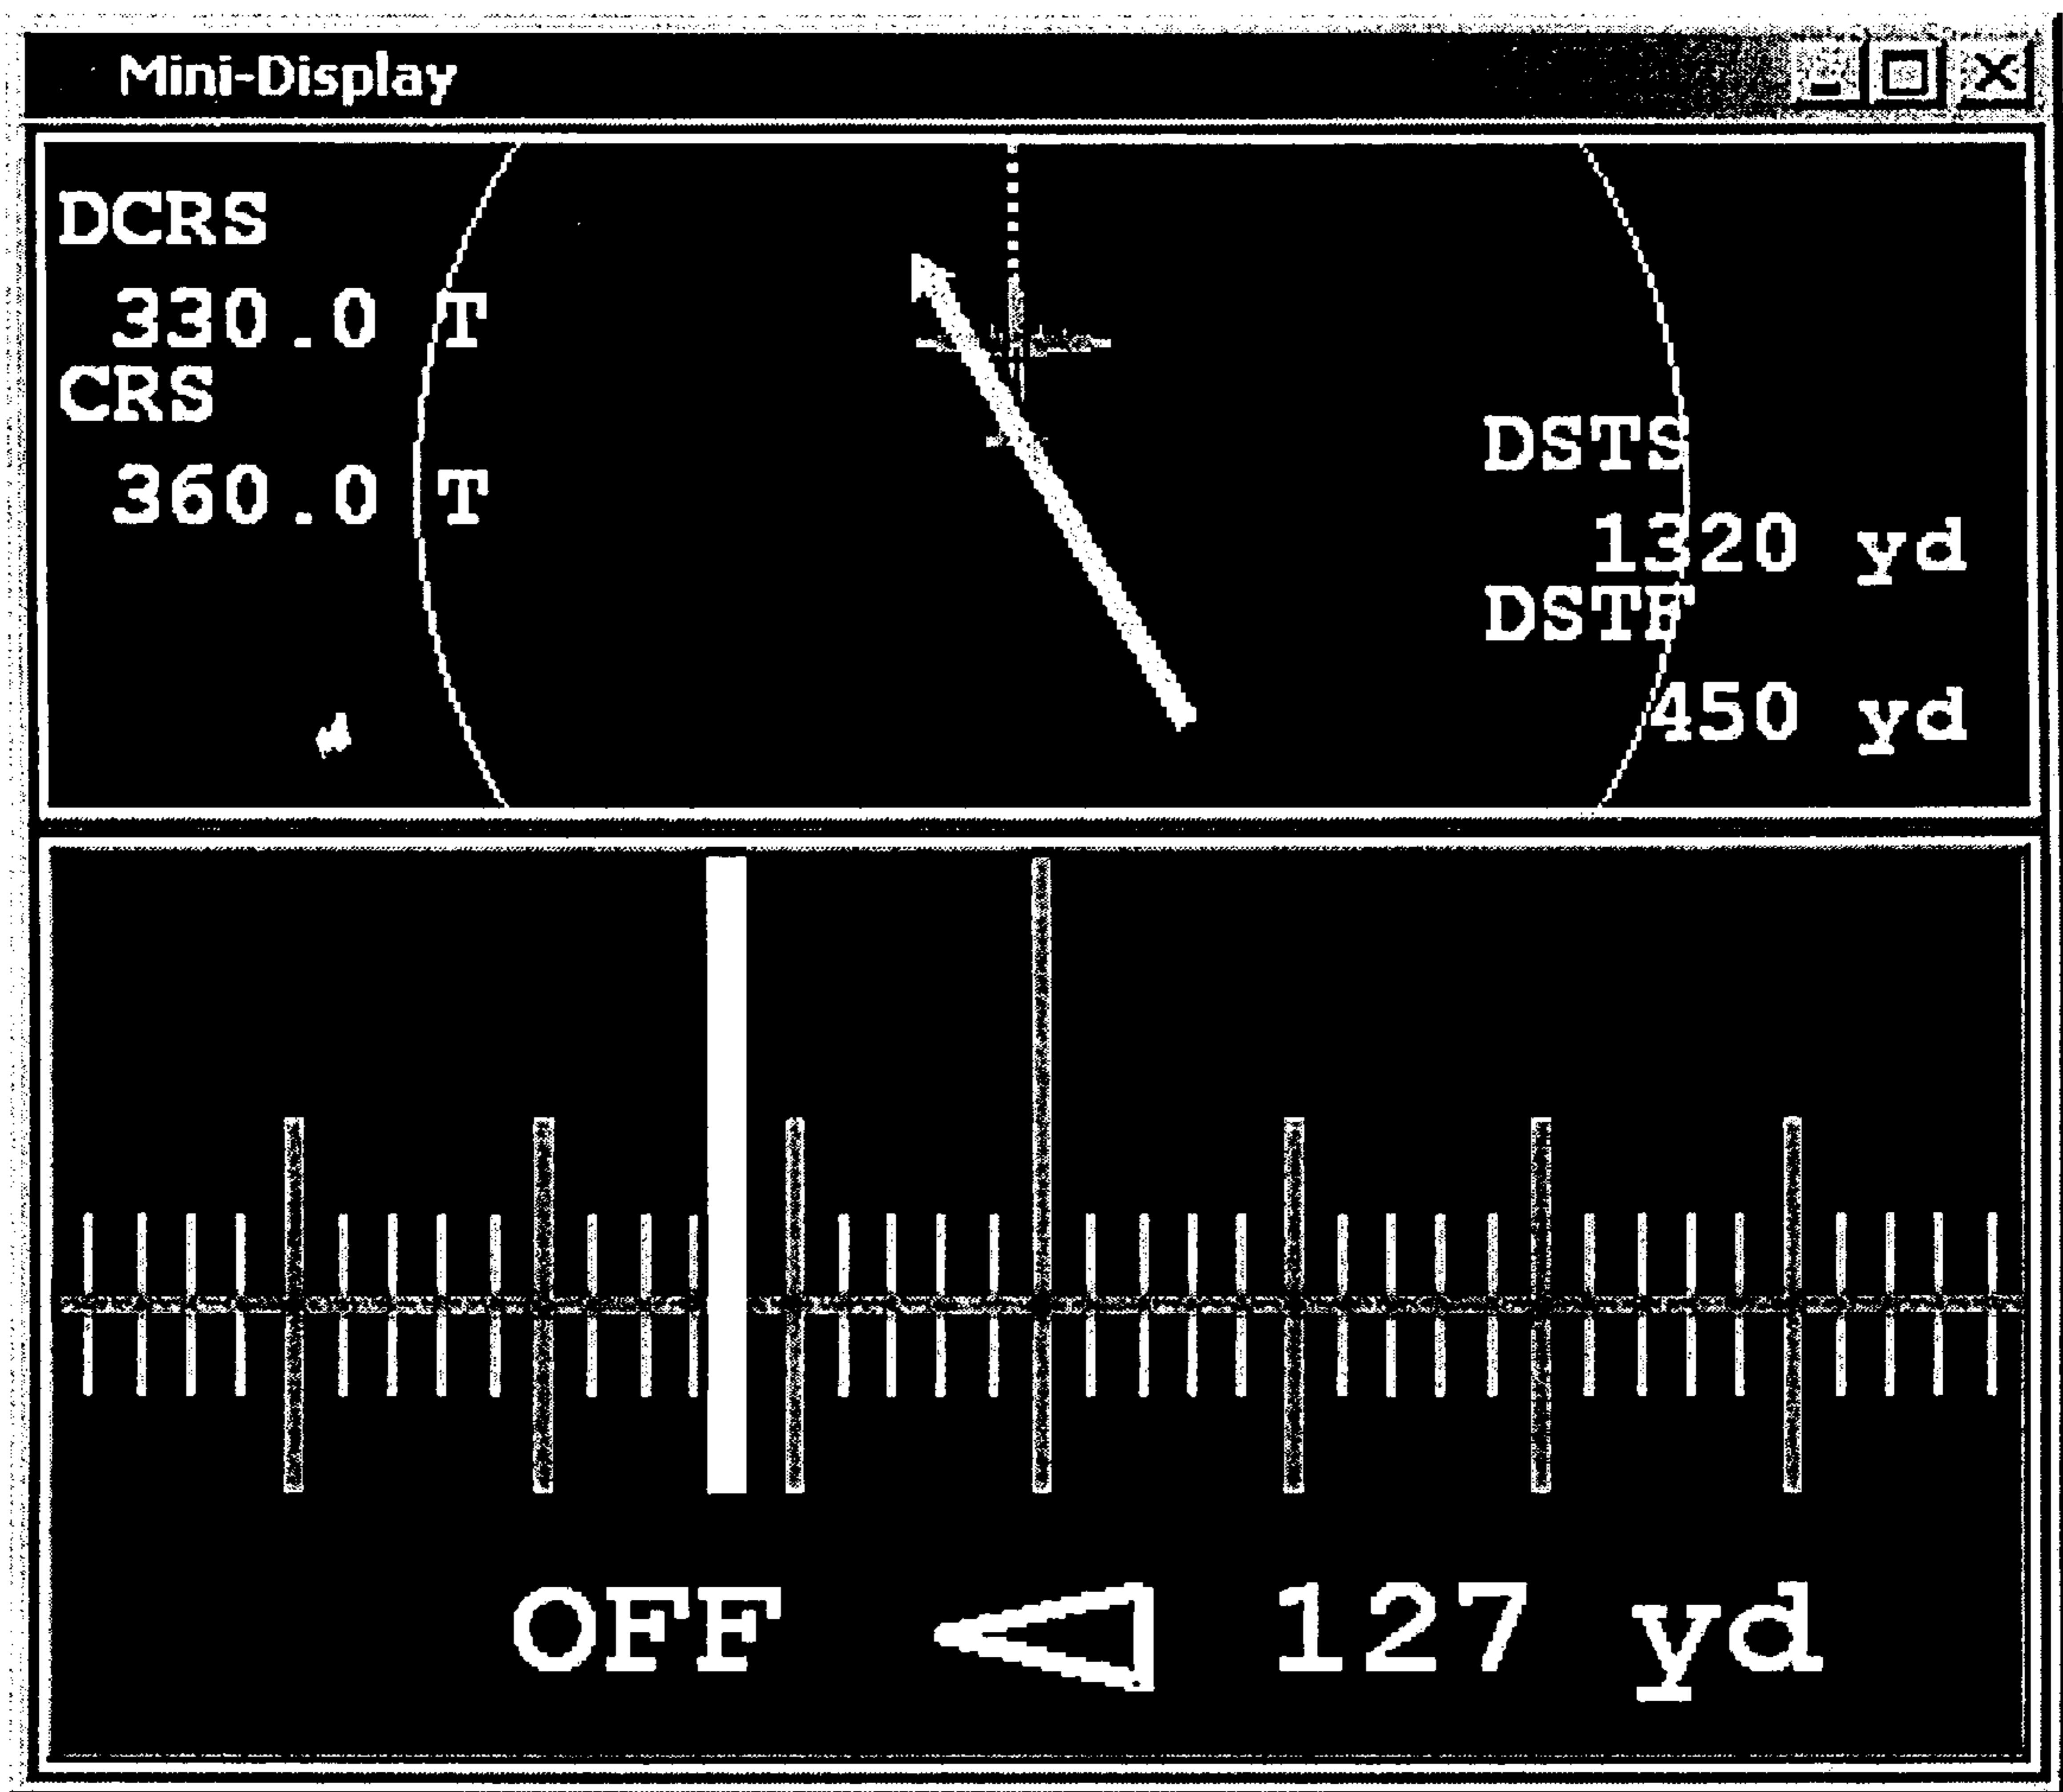 Mini-Display
DCRS
330.0 T
CRS
360.0 T
DSTS
1320 yd
DSTF
450 yd
OFF 127 yd